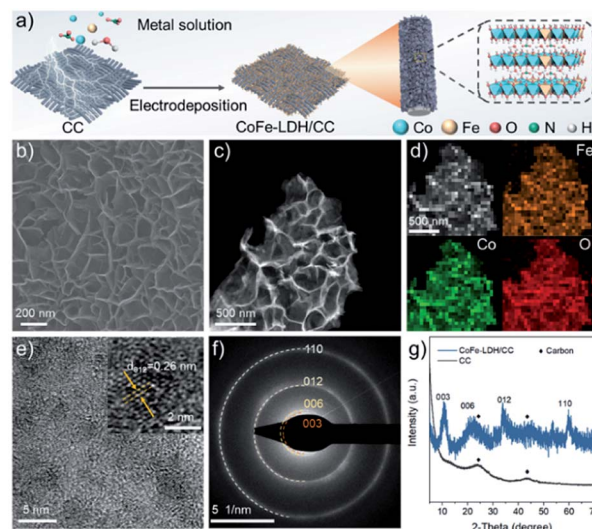 a)
Metal solution
Electrodeposition
CC
CoFe-LDH/CC
Co Fe O N H
b)
200 nm
c)
500 nm
d)
Fe
500 nm
Co
O
e)
d012=0.26 nm
2 nm
5 nm
f)
110
012
006
003
5 1/nm
g)
CoFe-LDH/CC
CC
Carbon
003
006
012
110
Intensity (a.u.)
10 20 30 40 50 60 70
2-Theta (degree)